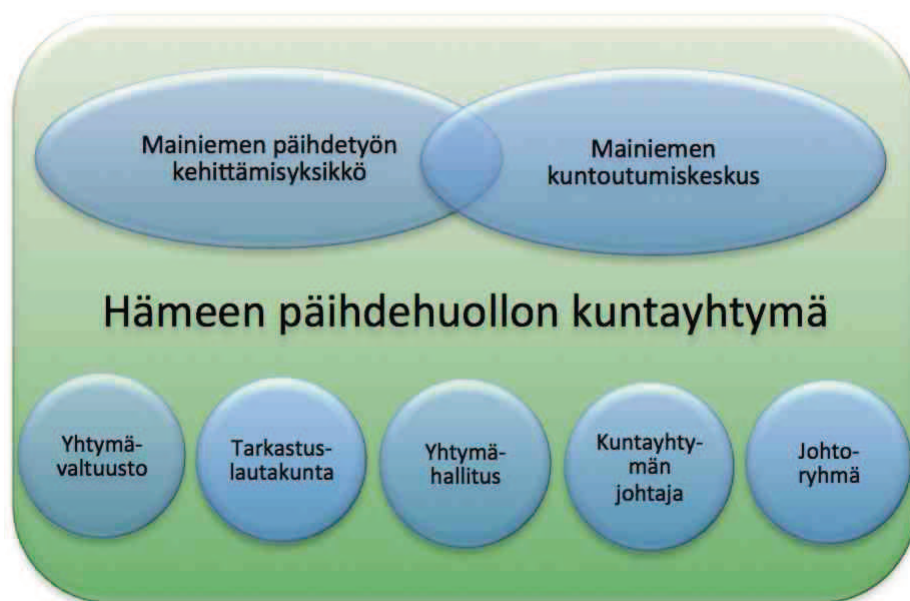 Mainiemen päihdetyön
kehittämisyksikkö
Mainiemen
kuntoutumiskeskus
Hämeen päihdehuollon kuntayhtymä
Yhtymä-
valtuusto
Tarkastus-
lautakunta
Yhtymä-
hallitus
Kuntayhty-
män
johtaja
Johto-
ryhmä